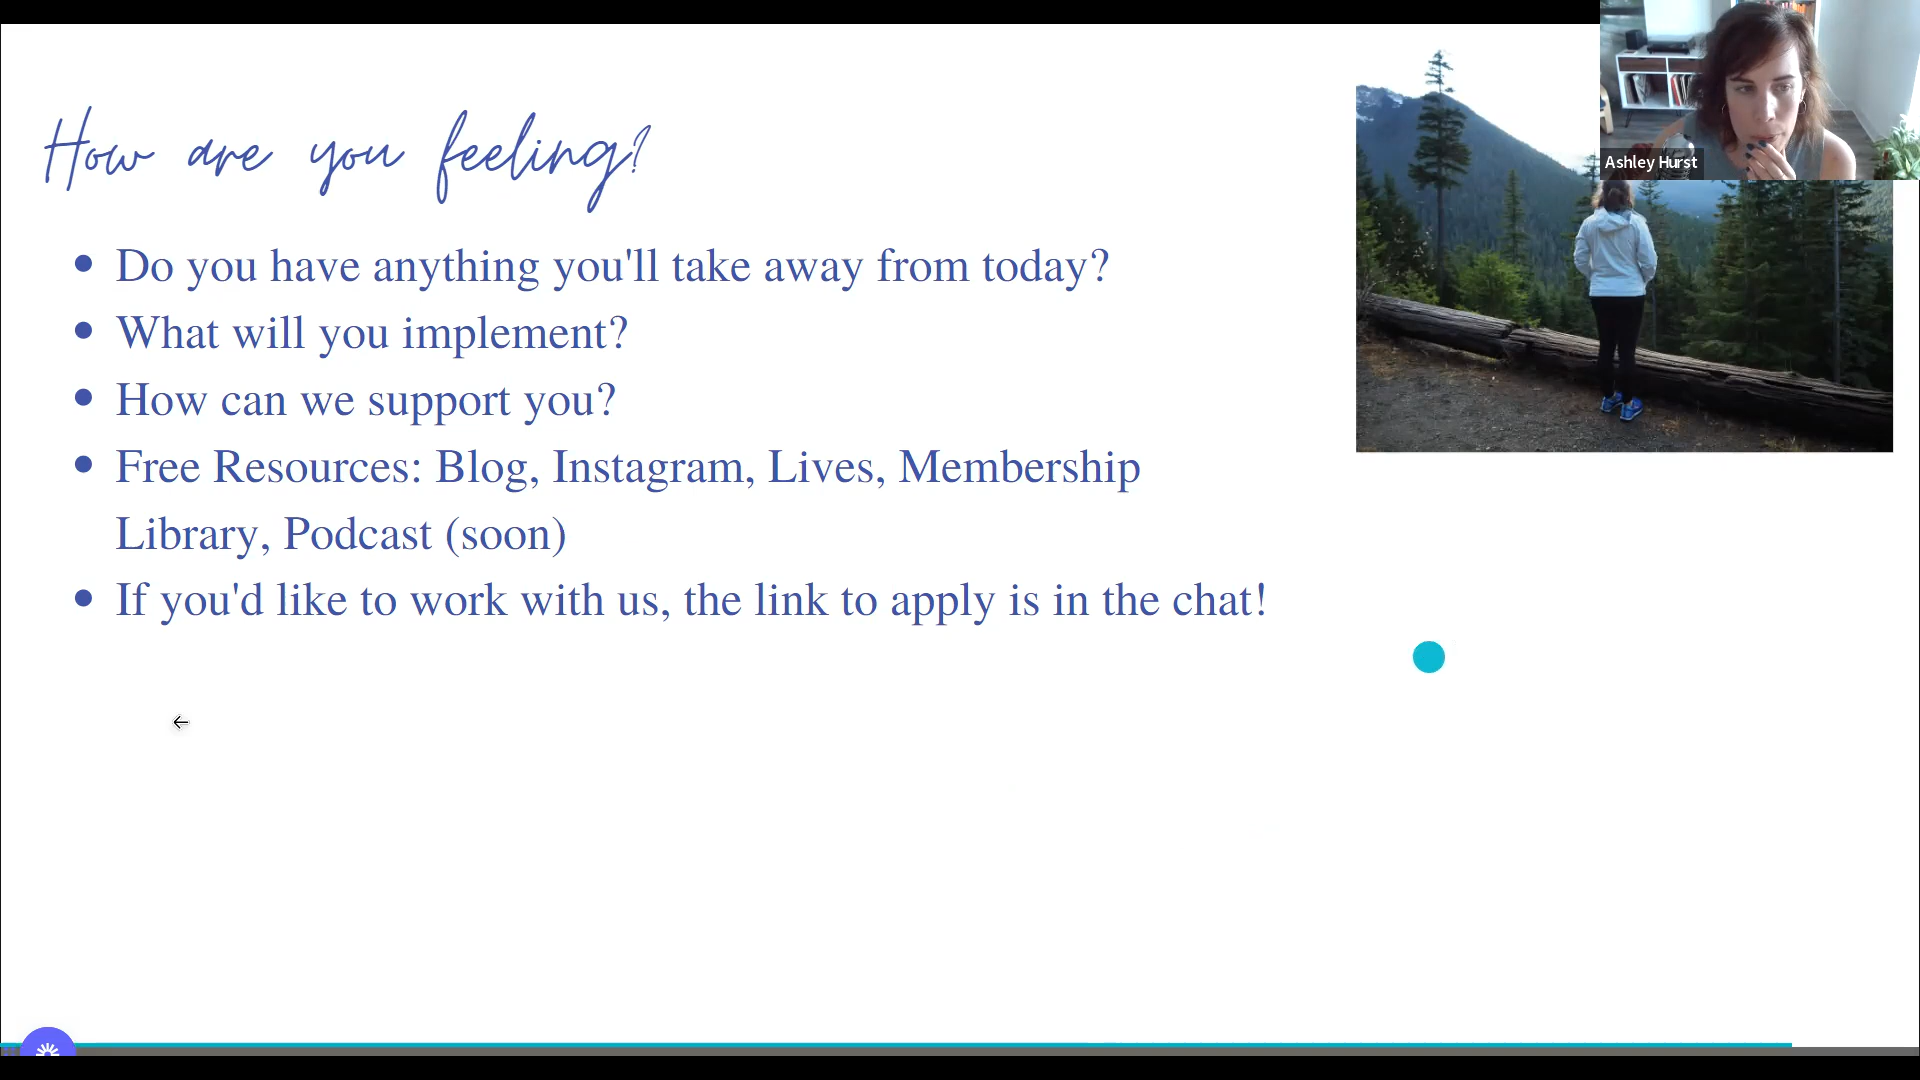 How are you feeling?
Do you have anything you'll take away from today?
What will you implement?
How can we support you?
Free Resources: Blog, Instagram, Lives, Membership
Library, Podcast (soon)
If you'd like to work with us, the link to apply is in the chat!
Ashley Hurst